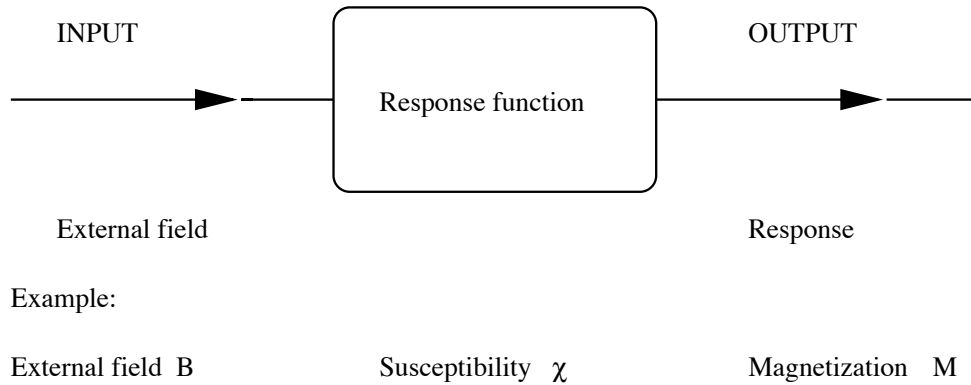 INPUT OUTPUT
Response function
External field Response
Example:
External field B Susceptibility χ Magnetization M